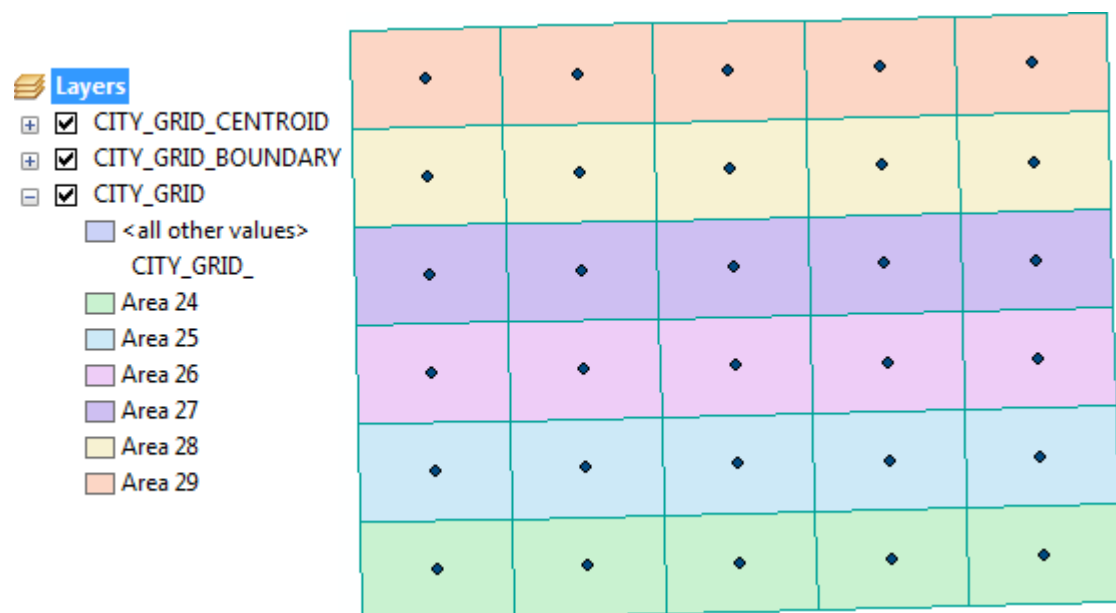 Layers
CITY_GRID_CENTROID
CITY_GRID_BOUNDARY
CITY_GRID
<all other values>
CITY_GRID_
Area 24
Area 25
Area 26
Area 27
Area 28
Area 29